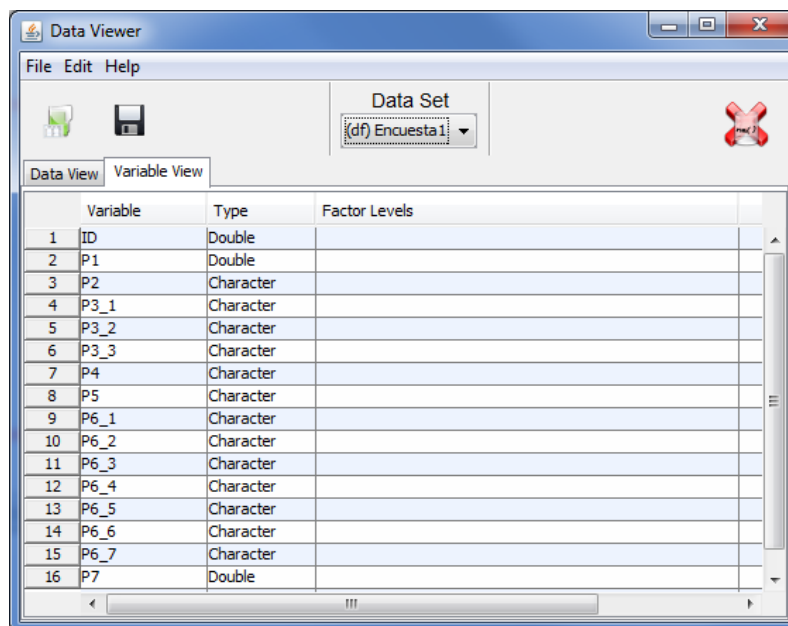 Data Viewer
File Edit Help
Data Set
(df) Encuesta1
Data View Variable View
Variable Type Factor Levels
1 ID Double
2 P1 Double
3 P2 Character
4 P3_1 Character
5 P3_2 Character
6 P3_3 Character
7 P4 Character
8 P5 Character
9 P6_1 Character
10 P6_2 Character
11 P6_3 Character
12 P6_4 Character
13 P6_5 Character
14 P6_6 Character
15 P6_7 Character
16 P7 Double